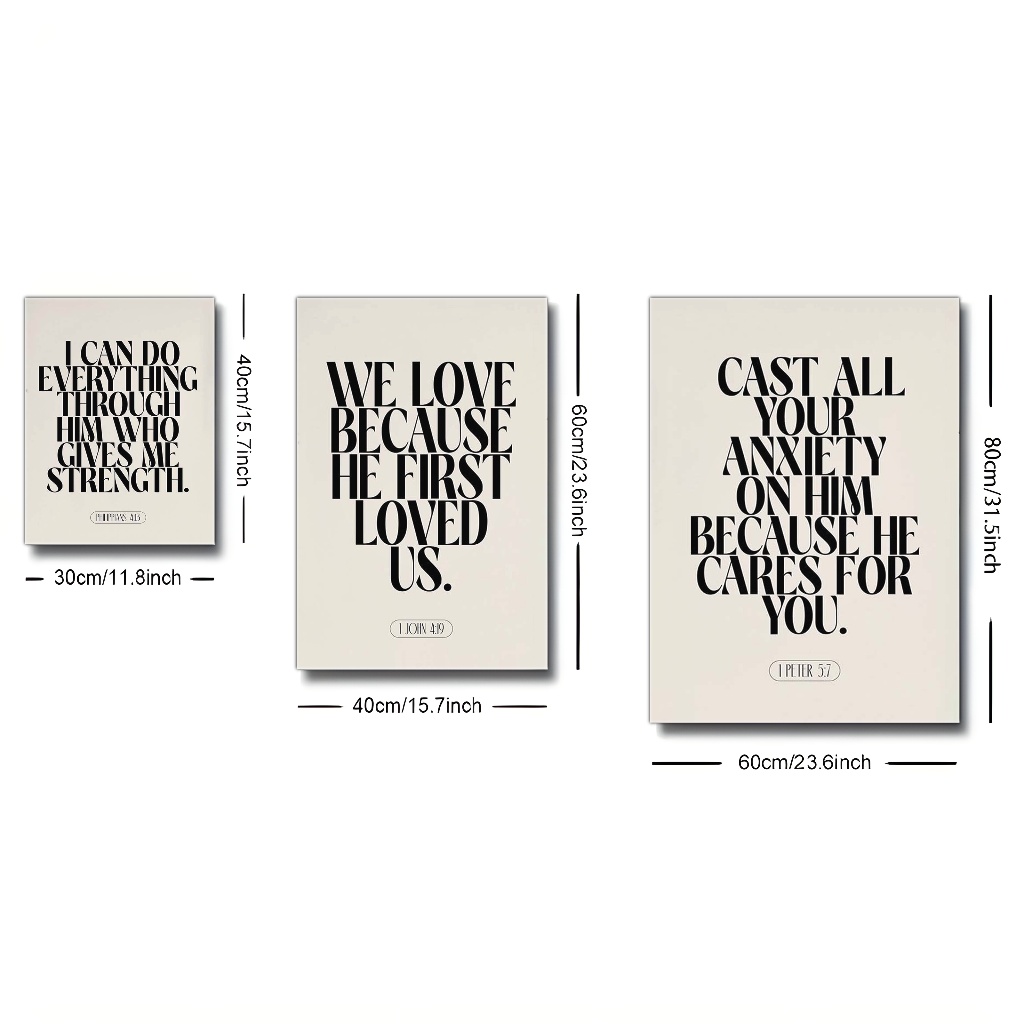 I CAN DO
EVERYTHING
THROUGH
HIM WHO
GIVES ME
STRENGTH.
PHILIPPIANS 4:13
40cm/15.7inch
30cm/11.8inch
WE LOVE
BECAUSE
HE FIRST
LOVED
US.
1 JOHN 4:19
60cm/23.6inch
40cm/15.7inch
CAST ALL
YOUR
ANXIETY
ON HIM
BECAUSE HE
CARES FOR
YOU.
1 PETER 5:7
80cm/31.5inch
60cm/23.6inch